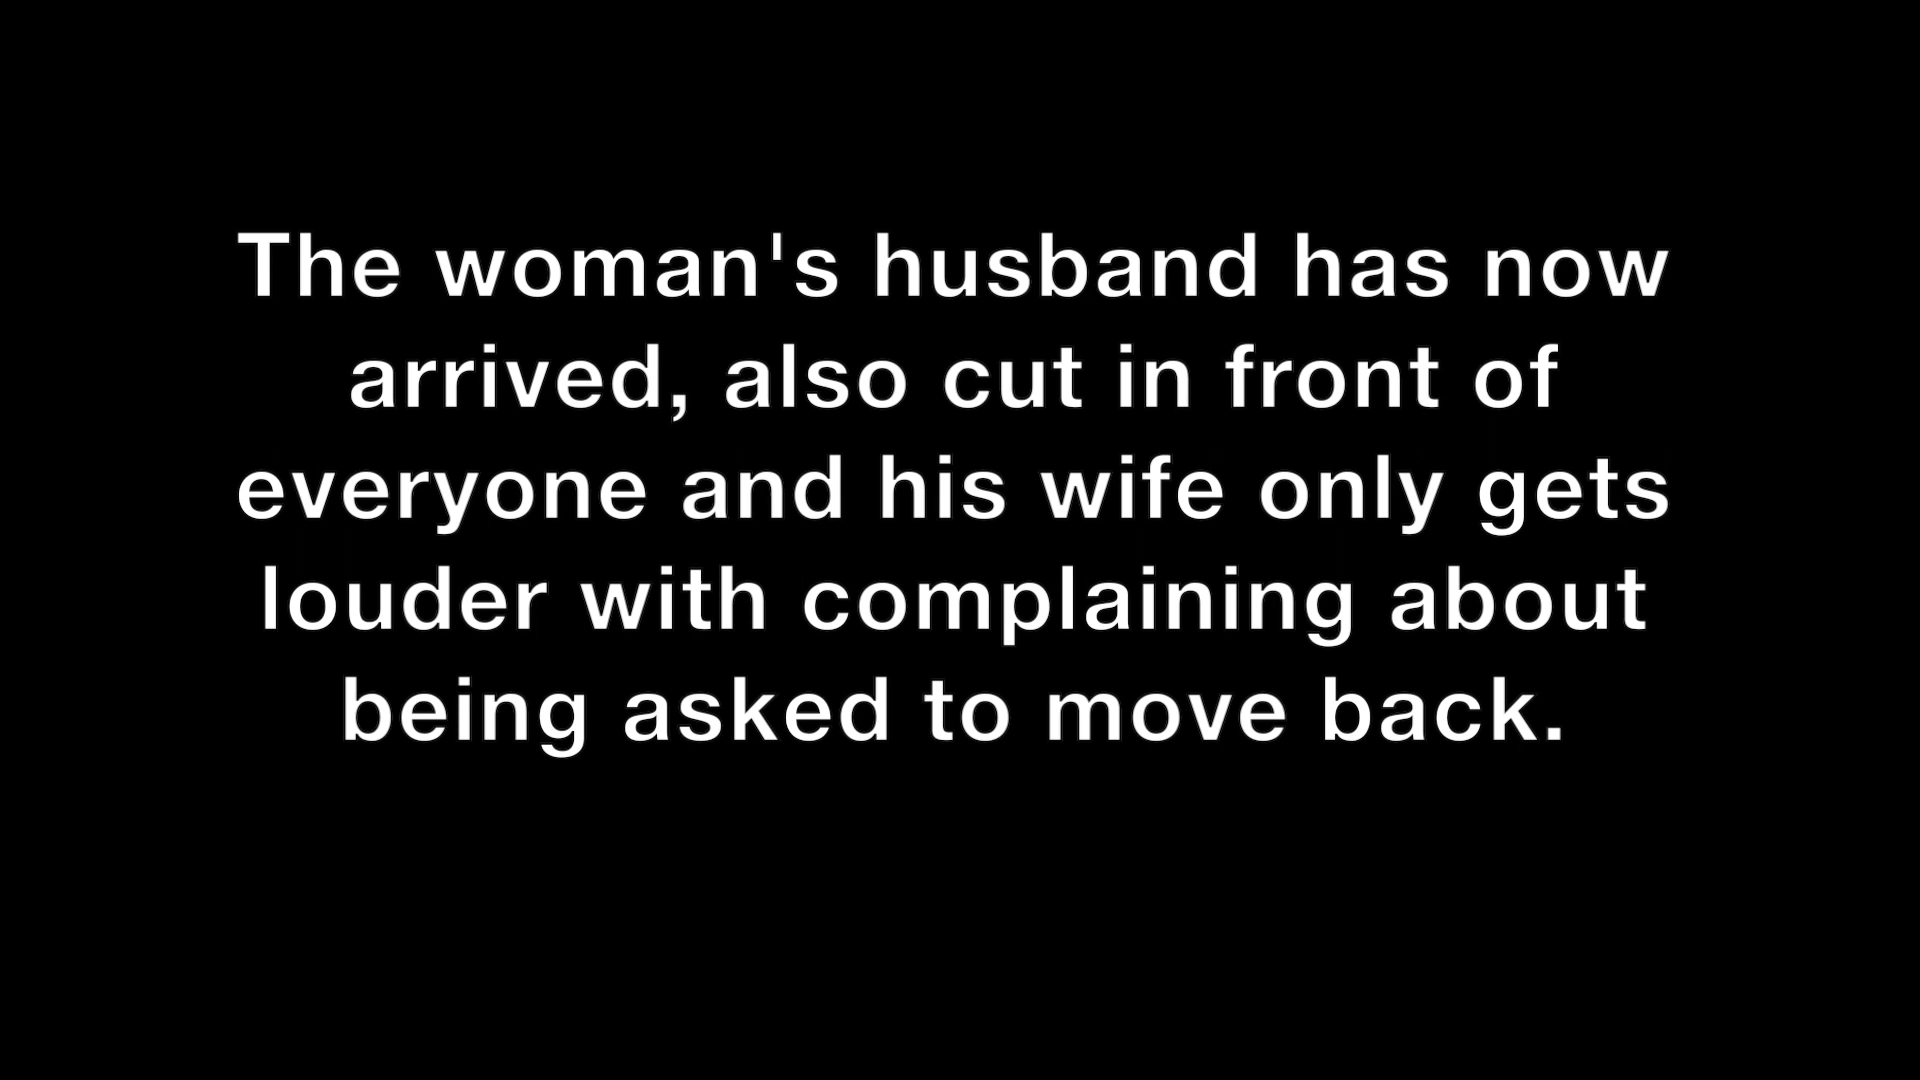 The woman's husband has now
arrived, also cut in front of
everyone and his wife only gets
louder with complaining about
being asked to move back.